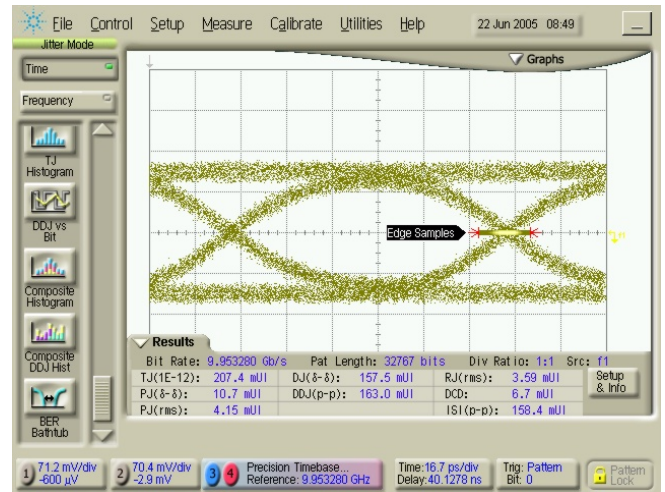 File Control Setup Measure Calibrate Utilities Help 22 Jun 2005 08:49
Jitter Mode
Time
Frequency
TJ
Histogram
DDJ vs
Bit
Composite
Histogram
Composite
DDJ Hist
BER
Bathtub
Graphs
Edge Samples
Results
Bit Rate: 9.953280 Gb/s Pat Length: 32767 bits Div Ratio: 1:1 Src: f1
TJ(1E-12): 207.4 mUI DJ(δ-δ): 157.5 mUI RJ(rms): 3.59 mUI
PJ(δ-δ): 10.7 mUI DDJ(p-p): 163.0 mUI DCD: 6.7 mUI
PJ(rms): 4.15 mUI ISI(p-p): 158.4 mUI
Setup
& Info
1) 71.2 mV/div
-600 µV
2) 70.4 mV/div
-2.9 mV
3 4 Precision Timebase...
Reference: 9.953280 GHz
Time:16.7 ps/div
Delay:40.1278 ns
Trig: Pattern
Bit: 0
Pattern
Lock